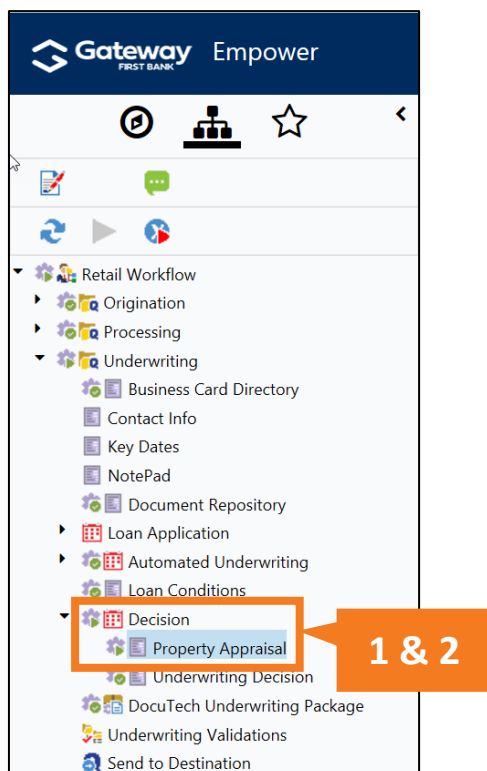 Gateway Empower
FIRST BANK
Retail Workflow
Origination
Processing
Underwriting
Business Card Directory
Contact Info
Key Dates
NotePad
Document Repository
Loan Application
Automated Underwriting
Loan Conditions
Decision
Property Appraisal
1 & 2
Underwriting Decision
DocuTech Underwriting Package
Underwriting Validations
Send to Destination